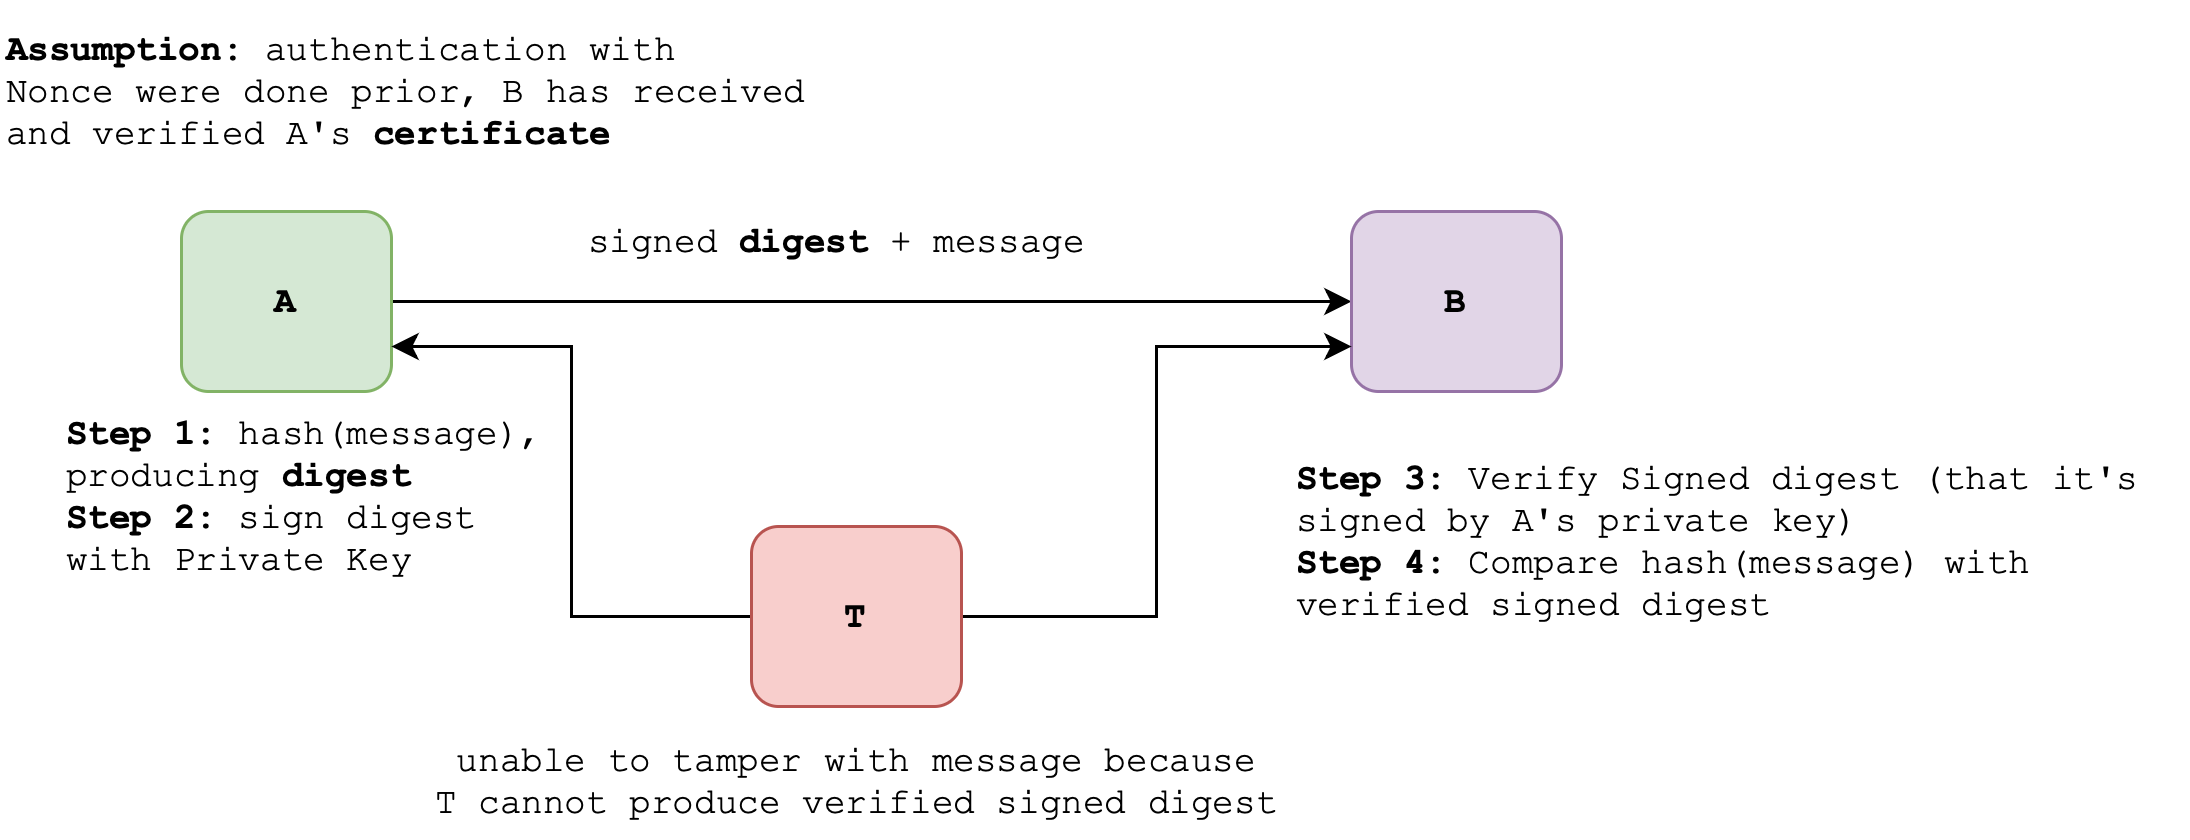 Assumption: authentication with
Nonce were done prior, B has received
and verified A's certificate
signed digest + message
A
B
Step 1: hash(message),
producing digest
Step 2: sign digest
with Private Key
Step 3: Verify Signed digest (that it's
signed by A's private key)
Step 4: Compare hash(message) with
verified signed digest
T
unable to tamper with message because
T cannot produce verified signed digest